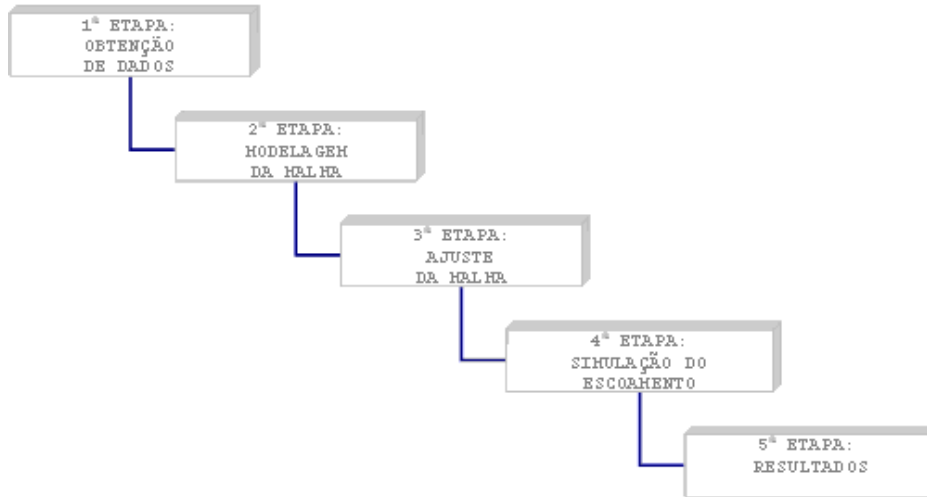 1ª ETAPA:
OBTENÇÃO
DE DADOS
2ª ETAPA:
MODELAGEM
DA MALHA
3ª ETAPA:
AJUSTE
DA MALHA
4ª ETAPA:
SIMULAÇÃO DO
ESCOAMENTO
5ª ETAPA:
RESULTADOS